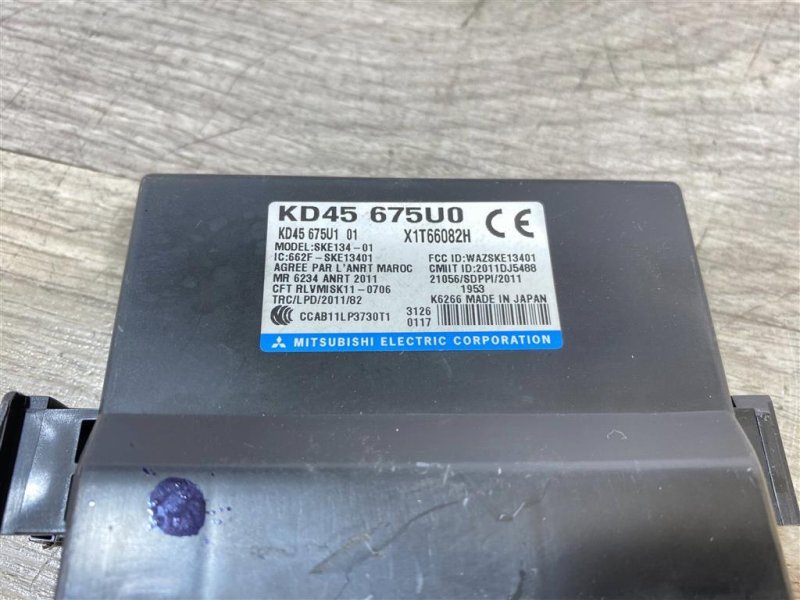 KD45 675U0
KD45 675U1 01 X1T66082H
MODEL:SKE134-01
IC:662F-SKE13401 FCC ID:WAZSKE13401
AGREE PAR L'ANRT MAROC CMIIT ID:2011DJ5488
MR 6234 ANRT 2011 21056/SDPPI/2011
CFT RLVMISK11-0706 1953
TRC/LPD/2011/82 K6266 MADE IN JAPAN
CCAB11LP3730T1 3126
0117
CE
MITSUBISHI ELECTRIC CORPORATION